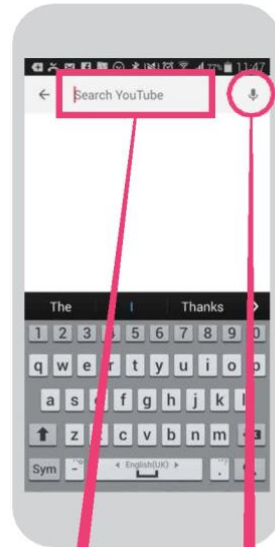 77% 11:47
Search YouTube
The I Thanks
1 2 3 4 5 6 7 8 9 0
q w e r t y u i o p
a s d f g h j k l
z x c v b n m
Sym English(UK) .